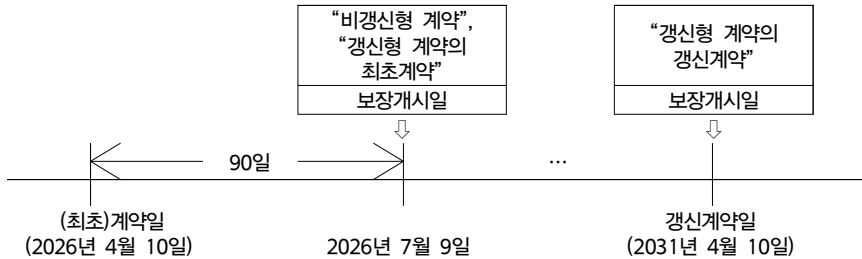 “비갱신형 계약”,
“갱신형 계약의
최초계약”
보장개시일
“갱신형 계약의
갱신계약”
보장개시일
90일
...
(최초)계약일
(2026년 4월 10일)
2026년 7월 9일
갱신계약일
(2031년 4월 10일)